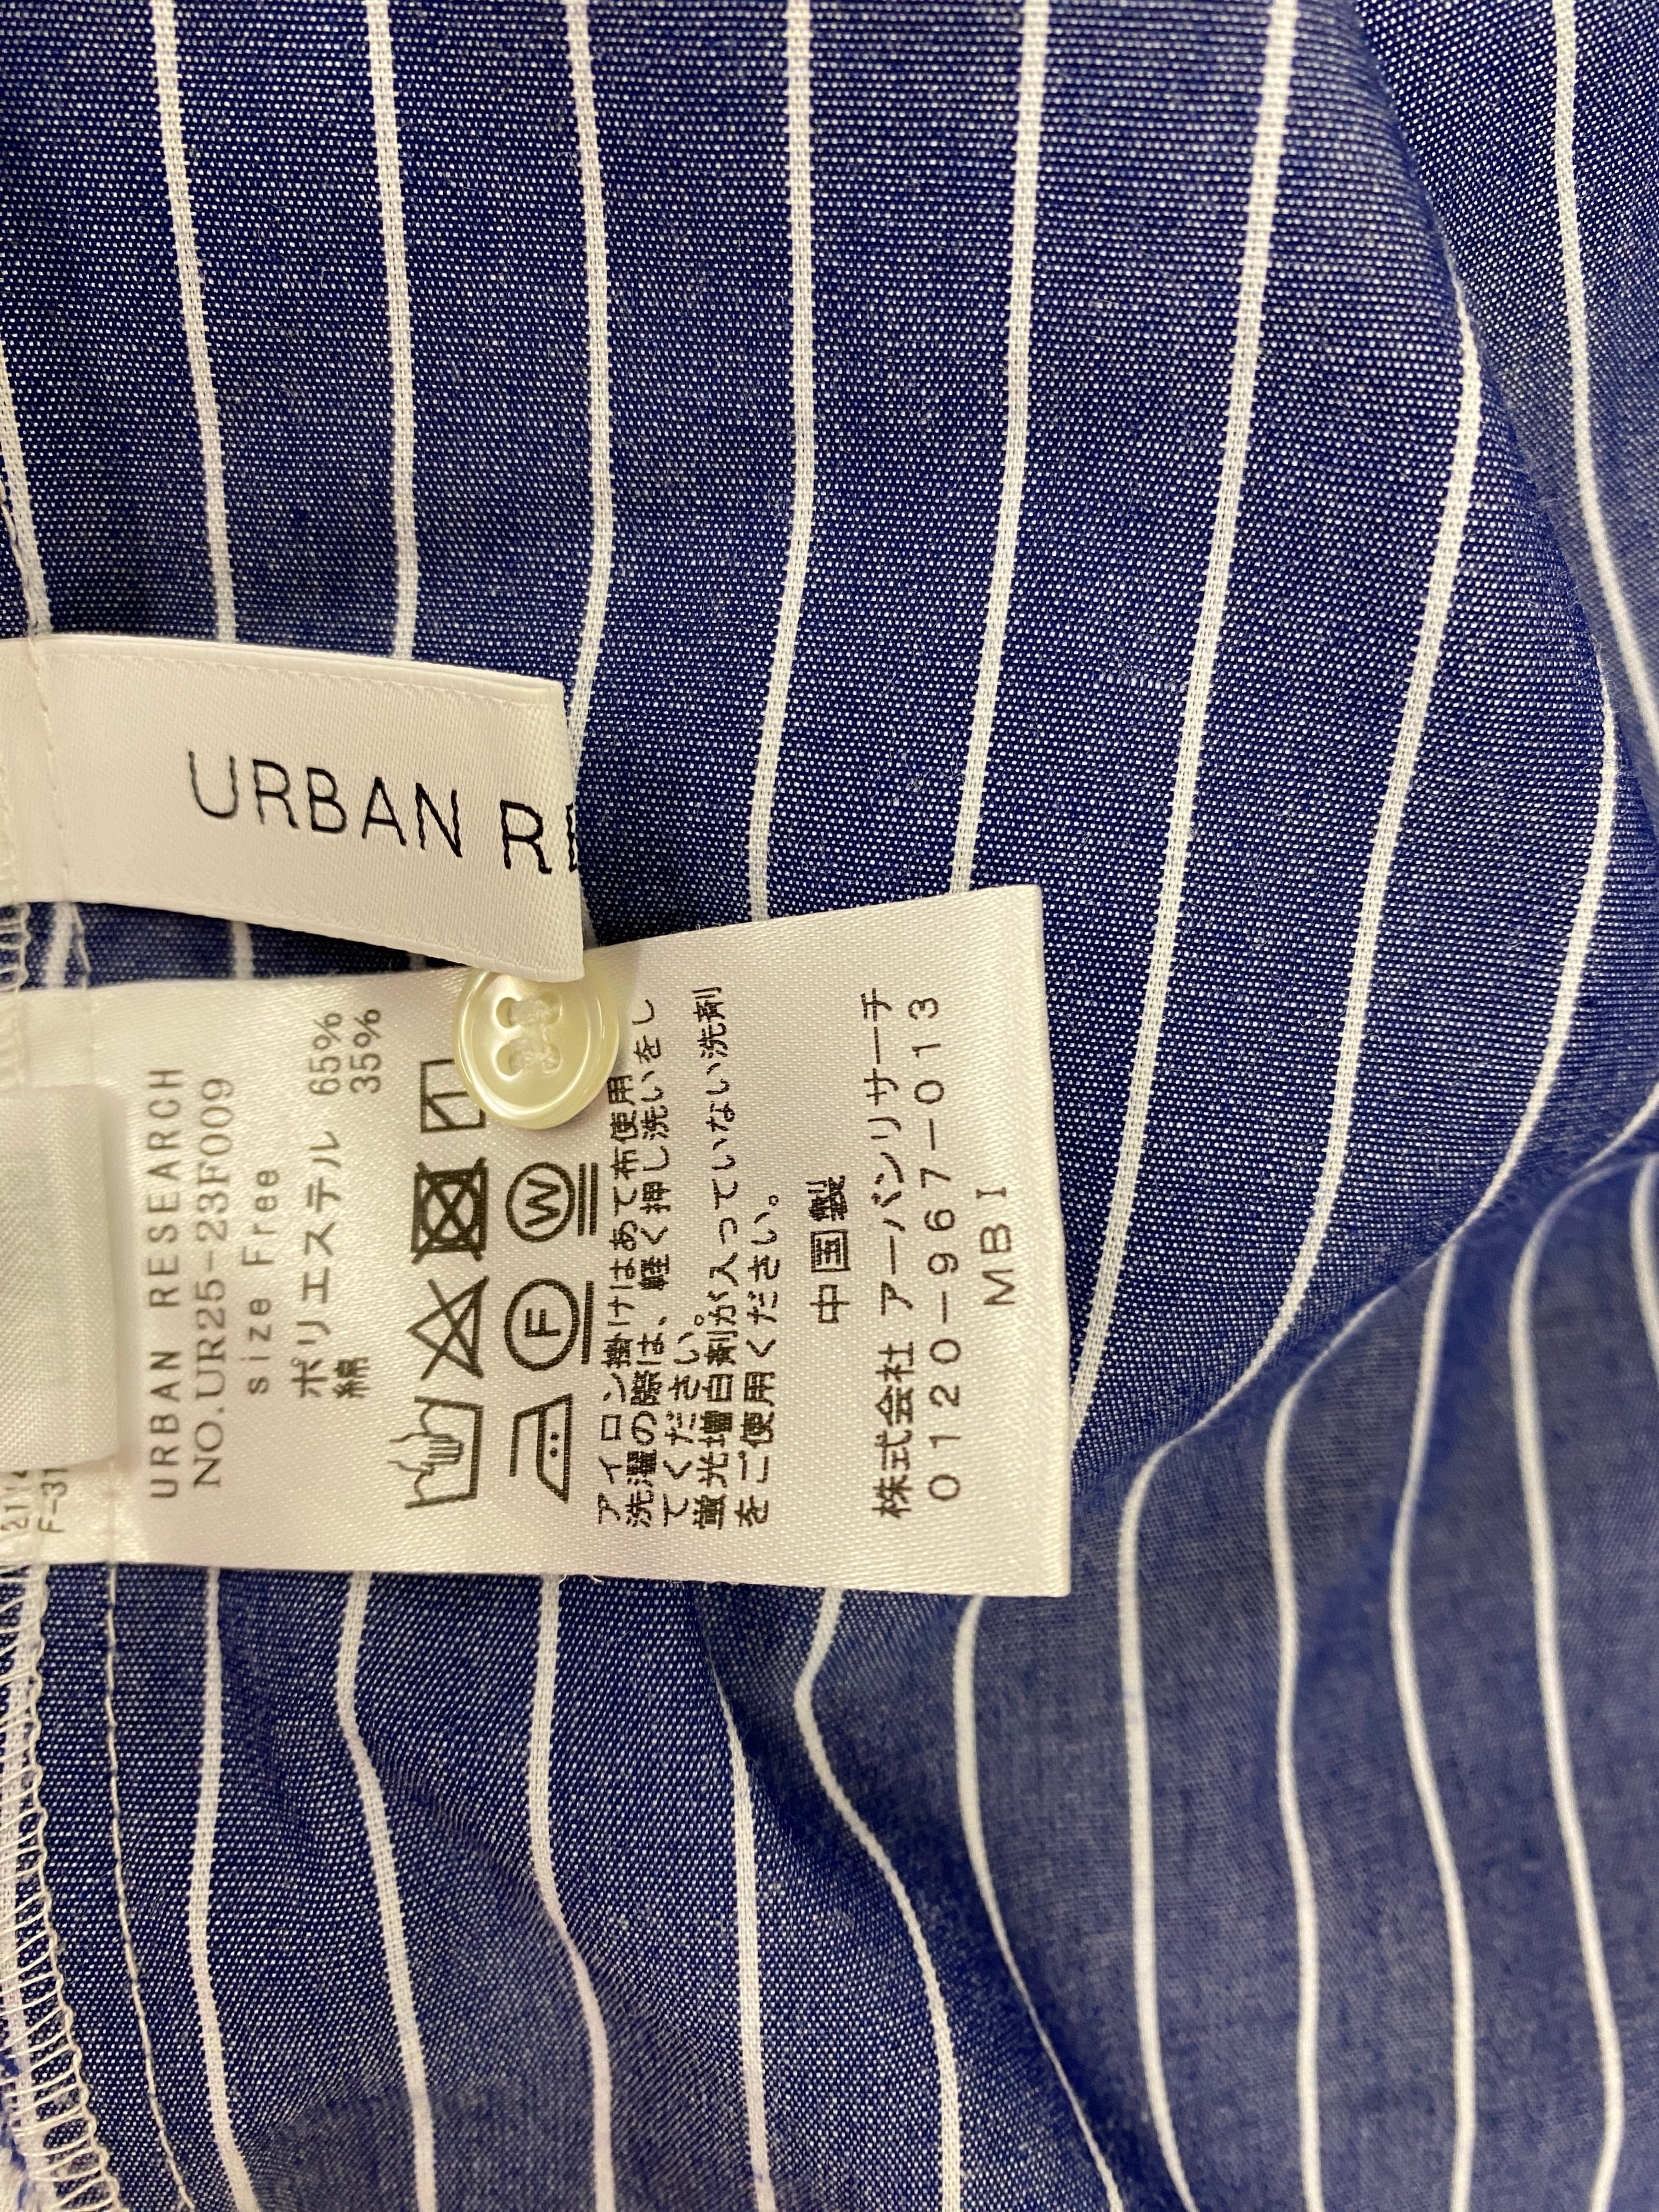 URBAN R
URBAN RESEARCH
NO.UR25-23F009
size Free
ポリエステル 65%
綿 35%
F
W
アイロン掛けはあて布使用
洗濯の際は、軽く押し洗いをし
てください。
蛍光増白剤が入っていない洗剤
をご使用ください。
中国製
株式会社 アーバンリサーチ
0120-967-013
MBI
F-31